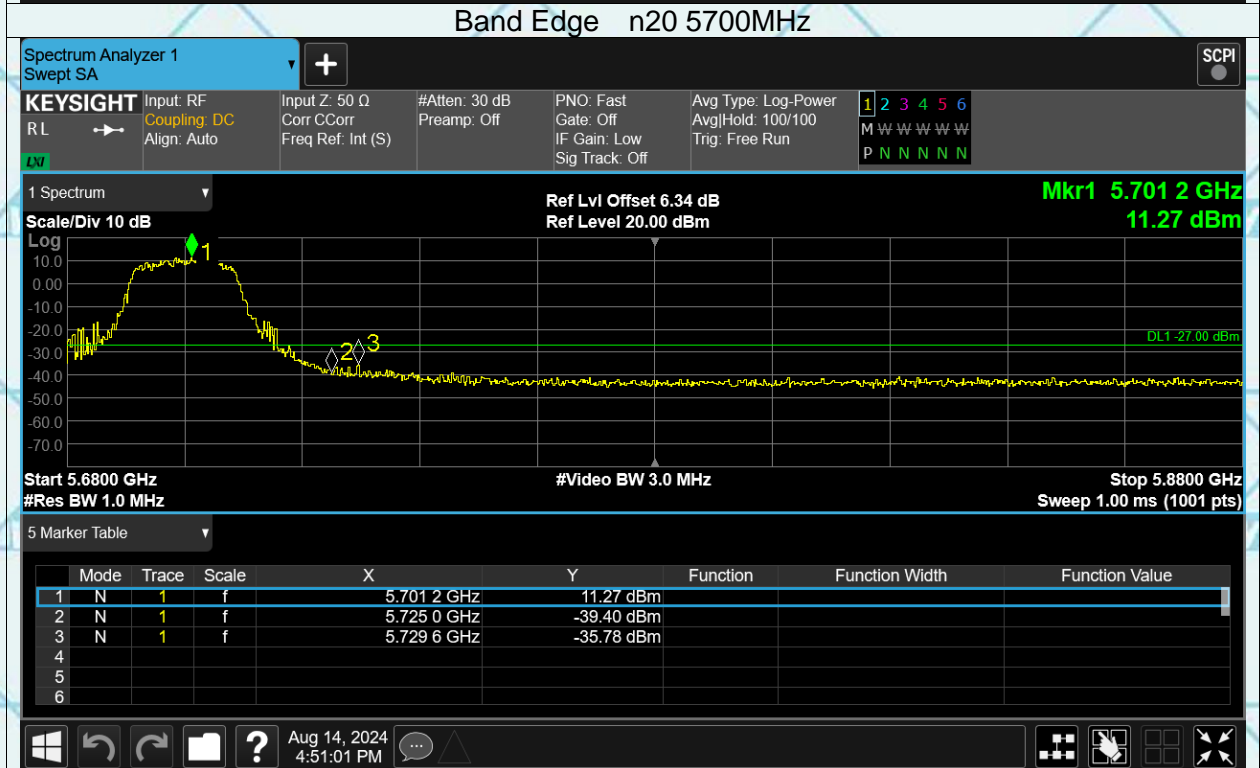 Band Edge n20 5700MHz
Spectrum Analyzer 1
Swept SA
+
SCPI
KEYSIGHT
R L
LXI
Input: RF
Coupling: DC
Align: Auto
Input Z: 50 Ω
Corr CCorr
Freq Ref: Int (S)
#Atten: 30 dB
Preamp: Off
PNO: Fast
Gate: Off
IF Gain: Low
Sig Track: Off
Avg Type: Log-Power
Avg|Hold: 100/100
Trig: Free Run
1 2 3 4 5 6
M W W W W W
P N N N N N
1 Spectrum
Scale/Div 10 dB
Ref Lvl Offset 6.34 dB
Ref Level 20.00 dBm
Mkr1 5.701 2 GHz
11.27 dBm
Log
10.0
0.00
-10.0
-20.0
-30.0
-40.0
-50.0
-60.0
-70.0
1
2
3
DL1 -27.00 dBm
Start 5.6800 GHz
#Res BW 1.0 MHz
#Video BW 3.0 MHz
Stop 5.8800 GHz
Sweep 1.00 ms (1001 pts)
5 Marker Table
Mode Trace Scale X Y Function Function Width Function Value
1 N 1 f 5.701 2 GHz 11.27 dBm
2 N 1 f 5.725 0 GHz -39.40 dBm
3 N 1 f 5.729 6 GHz -35.78 dBm
4
5
6
?
Aug 14, 2024
4:51:01 PM